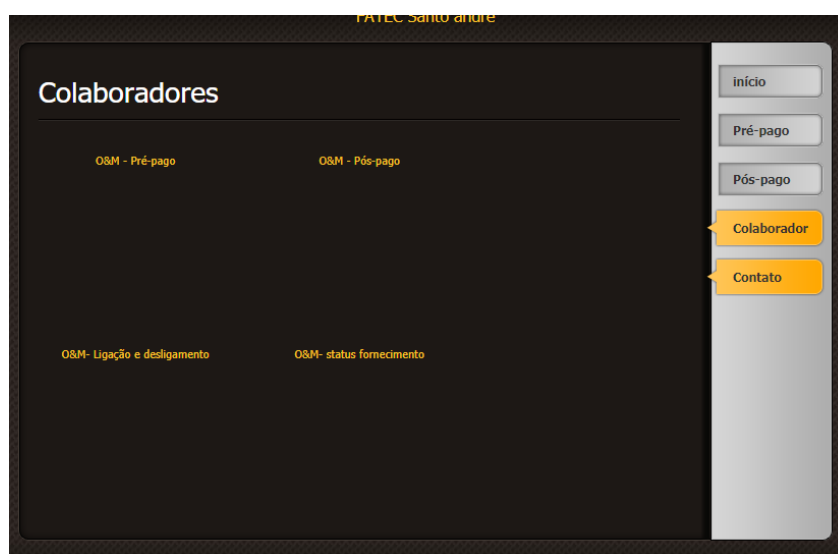 FATEC Santo andré
Colaboradores
O&M - Pré-pago
O&M - Pós-pago
O&M- Ligação e desligamento
O&M- status fornecimento
início
Pré-pago
Pós-pago
Colaborador
Contato